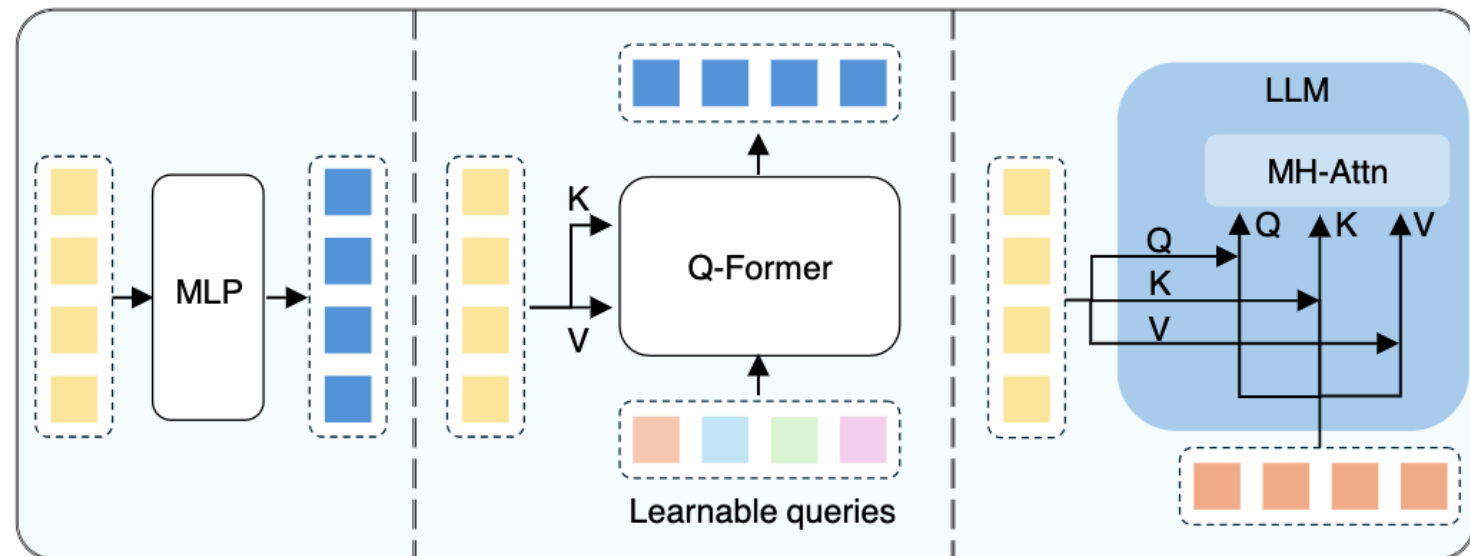 MLP
K
V
Q-Former
Learnable queries
LLM
MH-Attn
Q K V
Q
K
V